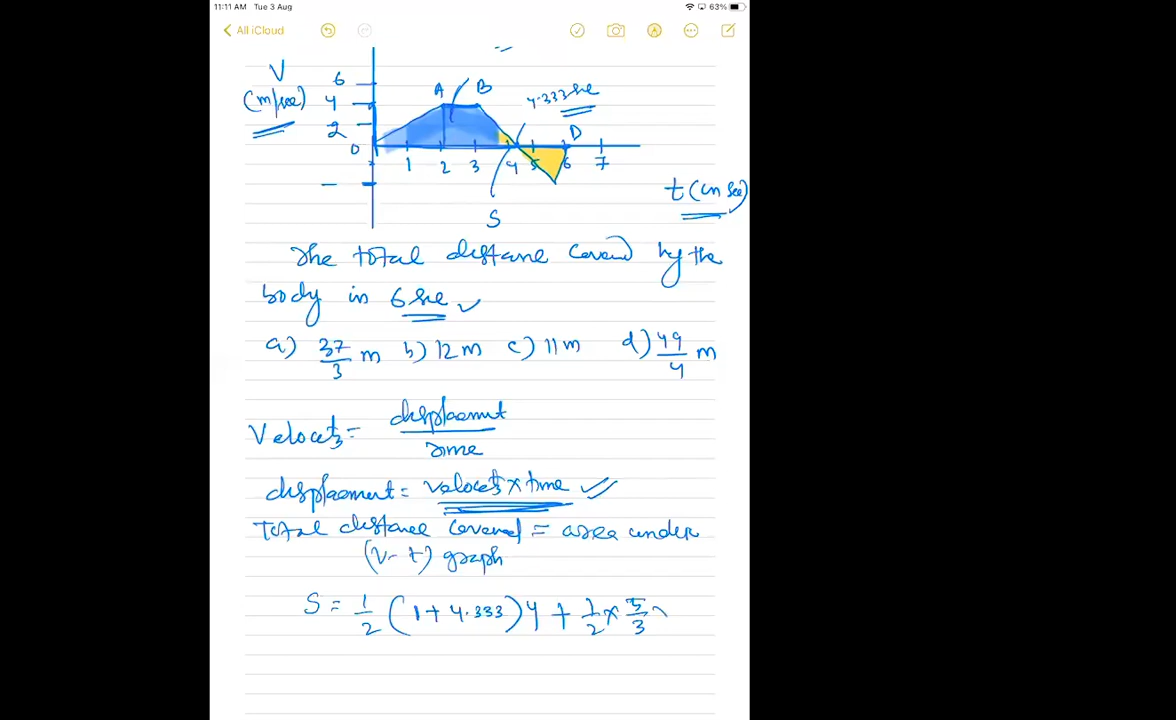 11:11 AM Tue 3 Aug 63%
All iCloud
V
(m/sec)
6
4
2
0
A B
4.333 sec
D
1 2 3 4 5 6 7
S
t (in sec)
The total distance covered by the
body in 6 sec
a) 37/3 m b) 12 m c) 11 m d) 49/4 m
Velocity = displacement / time
displacement = velocity × time
Total distance covered = area under
(v - t) graph
S = 1/2 (1 + 4.333) 4 + 1/2 × 5/3